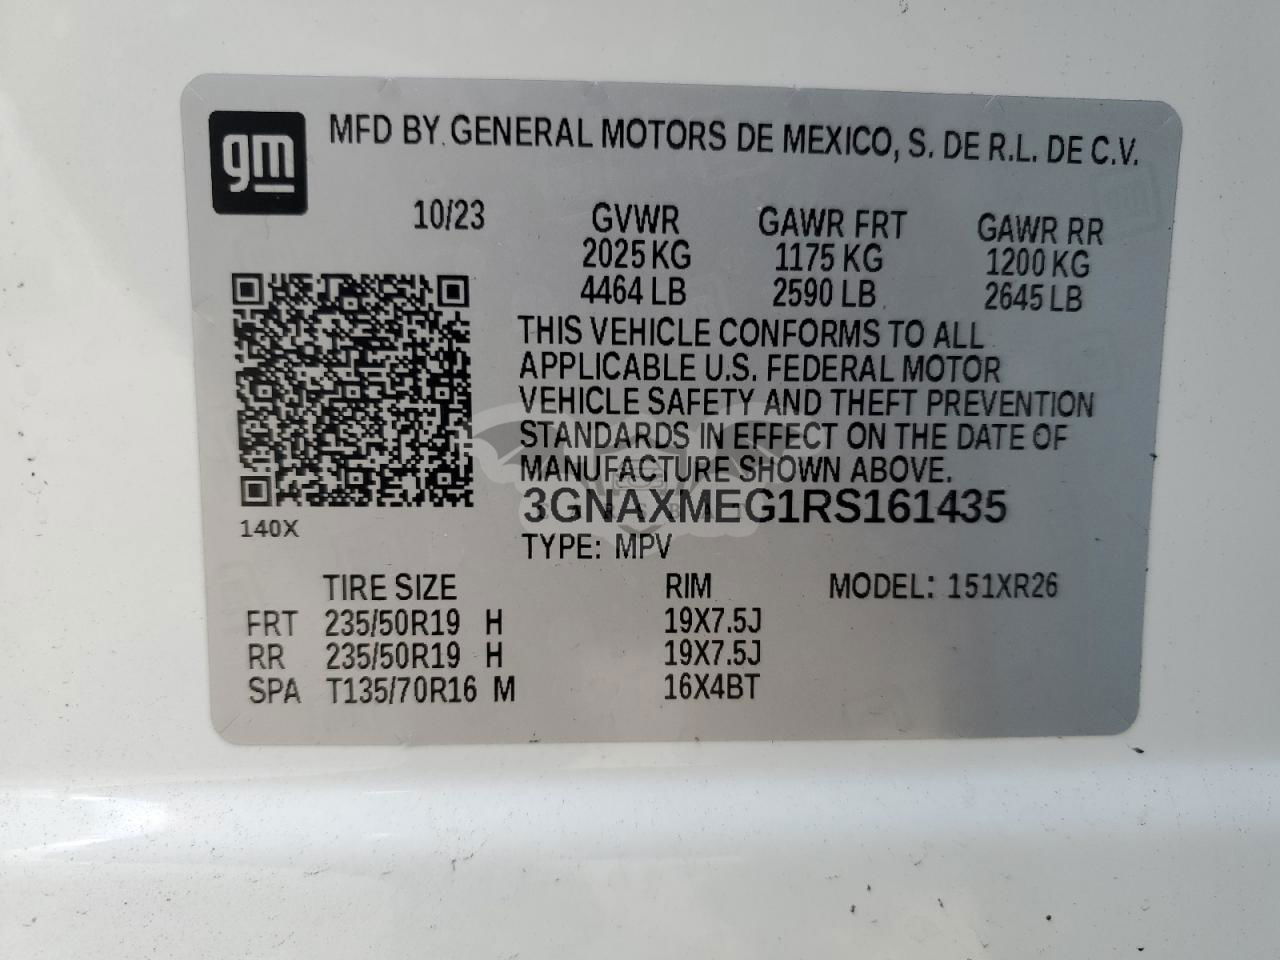 gm
MFD BY GENERAL MOTORS DE MEXICO, S. DE R.L. DE C.V.
10/23 GVWR GAWR FRT GAWR RR
2025 KG 1175 KG 1200 KG
4464 LB 2590 LB 2645 LB
THIS VEHICLE CONFORMS TO ALL
APPLICABLE U.S. FEDERAL MOTOR
VEHICLE SAFETY AND THEFT PREVENTION
STANDARDS IN EFFECT ON THE DATE OF
MANUFACTURE SHOWN ABOVE.
3GNAXMEG1RS161435
140X
TYPE: MPV
TIRE SIZE RIM MODEL: 151XR26
FRT 235/50R19 H 19X7.5J
RR 235/50R19 H 19X7.5J
SPA T135/70R16 M 16X4BT